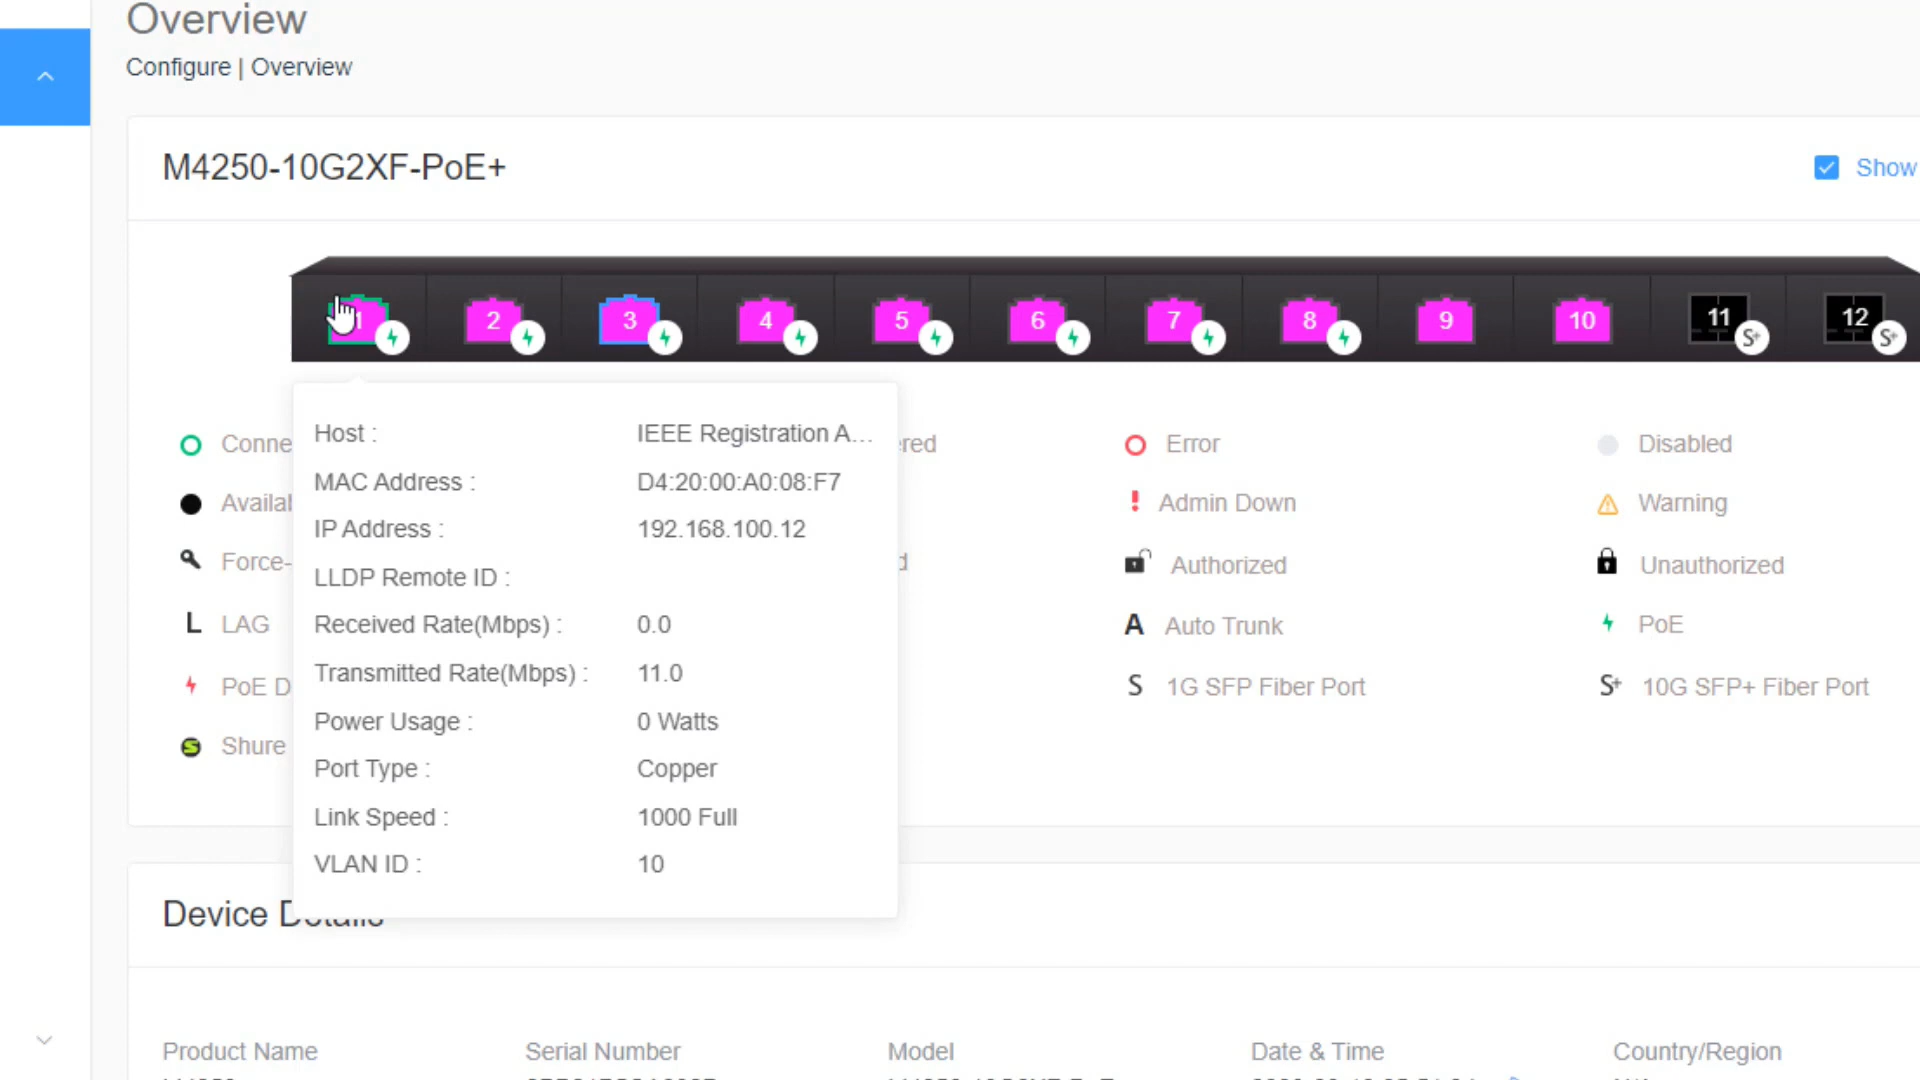 Overview
Configure | Overview
M4250-10G2XF-PoE+
Show
1 2 3 4 5 6 7 8 9 10 11 12
S+ S+
Host : IEEE Registration A...
MAC Address : D4:20:00:A0:08:F7
IP Address : 192.168.100.12
LLDP Remote ID :
Received Rate(Mbps) : 0.0
Transmitted Rate(Mbps) : 11.0
Power Usage : 0 Watts
Port Type : Copper
Link Speed : 1000 Full
VLAN ID : 10
Conne
ered
Error
Disabled
Availab
! Admin Down
Warning
Force-
d
Authorized
Unauthorized
L LAG
A Auto Trunk
PoE
PoE D
S 1G SFP Fiber Port
S+ 10G SFP+ Fiber Port
S Shure
Device Details
Product Name
Serial Number
Model
Date & Time
Country/Region